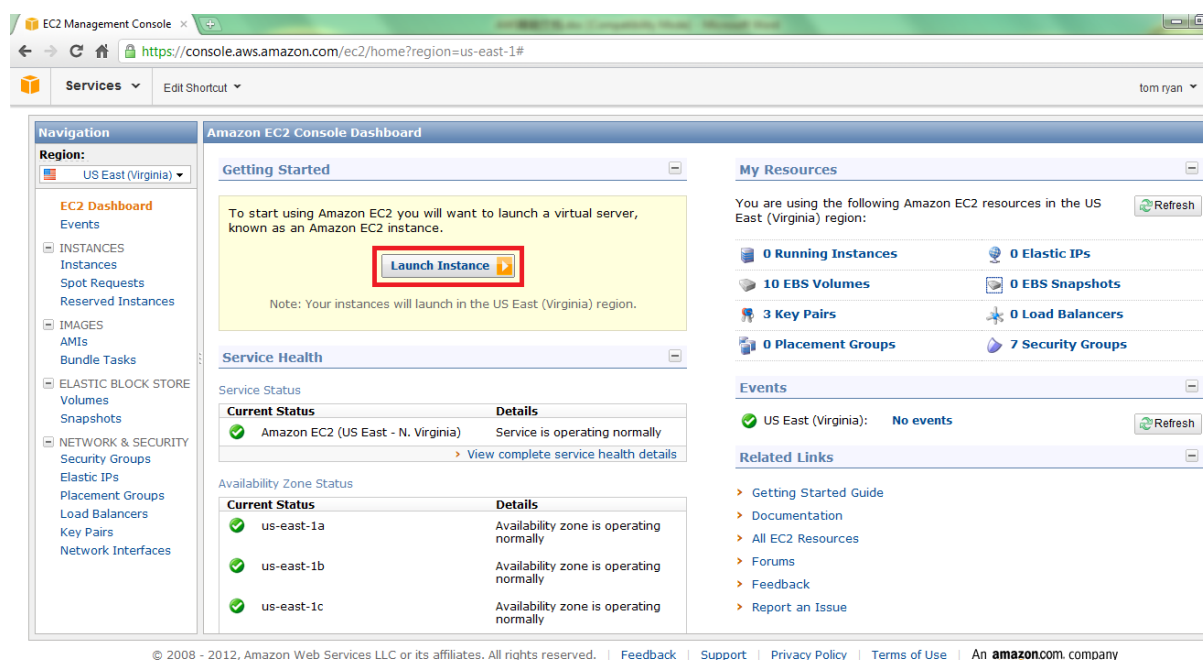 EC2 Management Console
https://console.aws.amazon.com/ec2/home?region=us-east-1#
Services
Edit Shortcut
tom ryan
Navigation
Region:
US East (Virginia)
EC2 Dashboard
Events
INSTANCES
Instances
Spot Requests
Reserved Instances
IMAGES
AMIs
Bundle Tasks
ELASTIC BLOCK STORE
Volumes
Snapshots
NETWORK & SECURITY
Security Groups
Elastic IPs
Placement Groups
Load Balancers
Key Pairs
Network Interfaces
Amazon EC2 Console Dashboard
Getting Started
To start using Amazon EC2 you will want to launch a virtual server,
known as an Amazon EC2 instance.
Launch Instance
Note: Your instances will launch in the US East (Virginia) region.
Service Health
Service Status
Current Status Details
Amazon EC2 (US East - N. Virginia) Service is operating normally
› View complete service health details
Availability Zone Status
Current Status Details
us-east-1a Availability zone is operating
normally
us-east-1b Availability zone is operating
normally
us-east-1c Availability zone is operating
normally
My Resources
You are using the following Amazon EC2 resources in the US
East (Virginia) region:
Refresh
0 Running Instances 0 Elastic IPs
10 EBS Volumes 0 EBS Snapshots
3 Key Pairs 0 Load Balancers
0 Placement Groups 7 Security Groups
Events
US East (Virginia): No events
Refresh
Related Links
› Getting Started Guide
› Documentation
› All EC2 Resources
› Forums
› Feedback
› Report an Issue
© 2008 - 2012, Amazon Web Services LLC or its affiliates. All rights reserved. | Feedback | Support | Privacy Policy | Terms of Use | An amazon.com. company